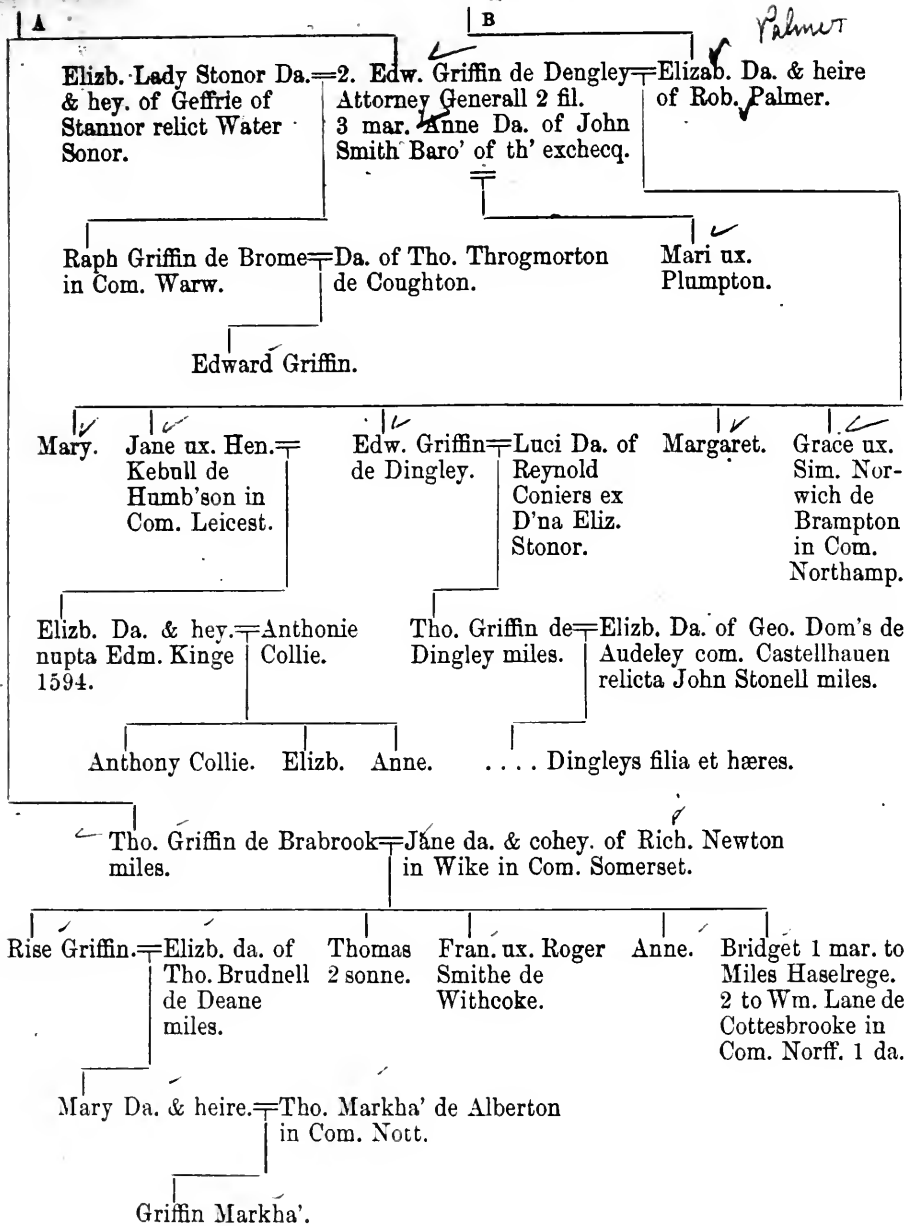 A
B
Palmer
Elizb. Lady Stonor Da.
& hey. of Geffrie of
Stannor relict Water
Sonor.
2. Edw. Griffin de Dengley
Attorney Generall 2 fil.
3 mar. Anne Da. of John
Smith Baro' of th' exchecq.
Elizab. Da. & heire
of Rob. Palmer.
Raph Griffin de Brome
in Com. Warw.
Da. of Tho. Throgmorton
de Coughton.
Mari ux.
Plumpton.
Edward Griffin.
Mary.
Jane ux. Hen.
Kebull de
Humb'son in
Com. Leicest.
Edw. Griffin
de Dingley.
Luci Da. of
Reynold
Coniers ex
D'na Eliz.
Stonor.
Margaret.
Grace ux.
Sim. Nor-
wich de
Brampton
in Com.
Northamp.
Elizb. Da. & hey.
nupta Edm. Kinge
1594.
Anthonie
Collie.
Tho. Griffin de
Dingley miles.
Elizb. Da. of Geo. Dom's de
Audeley com. Castellhauen
relicta John Stonell miles.
Anthony Collie.
Elizb.
Anne.
.... Dingleys filia et hæres.
Tho. Griffin de Brabrook
miles.
Jane da. & cohey. of Rich. Newton
in Wike in Com. Somerset.
Rise Griffin.
Elizb. da. of
Tho. Brudnell
de Deane
miles.
Thomas
2 sonne.
Fran. ux. Roger
Smithe de
Withcoke.
Anne.
Bridget 1 mar. to
Miles Haselrege.
2 to Wm. Lane de
Cottesbrooke in
Com. Norff. 1 da.
Mary Da. & heire.
Tho. Markha' de Alberton
in Com. Nott.
Griffin Markha'.